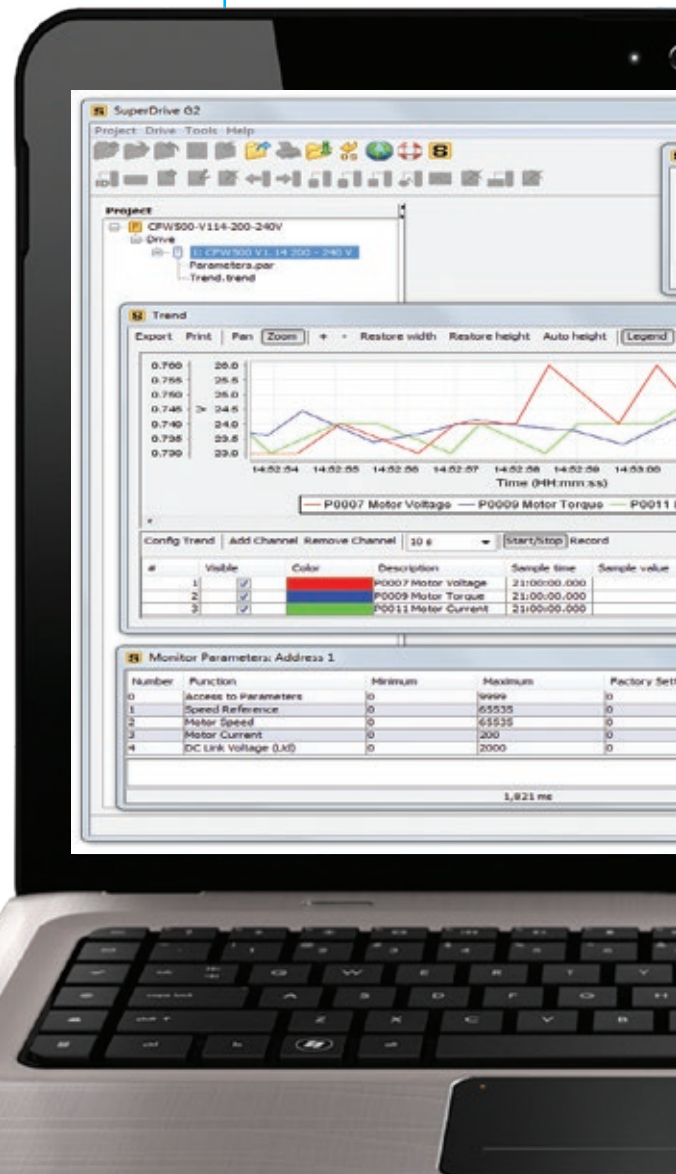 SuperDrive G2
Project Drive Tools Help
Project
CFW500-V114-200-240V
Drive
1: CFW500 V1.14 200 - 240 V
Parameters.par
Trend.trend
Trend
Export Print Pan Zoom + - Restore width Restore height Auto height Legend
0.760 26.0
0.755 25.5
0.750 25.0
0.745 V 24.5
0.740 24.0
0.735 23.5
0.730 23.0
14:52:54 14:52:55 14:52:56 14:52:57 14:52:58 14:52:59 14:53:00
Time (HH:mm:ss)
P0007 Motor Voltage P0009 Motor Torque P0011
Config Trend Add Channel Remove Channel 10 s Start/Stop Record
# Visible Color Description Sample time Sample value
1 P0007 Motor Voltage 21:00:00.000
2 P0009 Motor Torque 21:00:00.000
3 P0011 Motor Current 21:00:00.000
Monitor Parameters: Address 1
Number Function Minimum Maximum Factory Sett
0 Access to Parameters 0 9999 0
1 Speed Reference 0 65535 0
2 Motor Speed 0 65535 0
3 Motor Current 0 200 0
4 DC Link Voltage (Ud) 0 2000 0
1,821 ms
Q W E R T Y
caps lock A S D F G H
shift Z X C V B